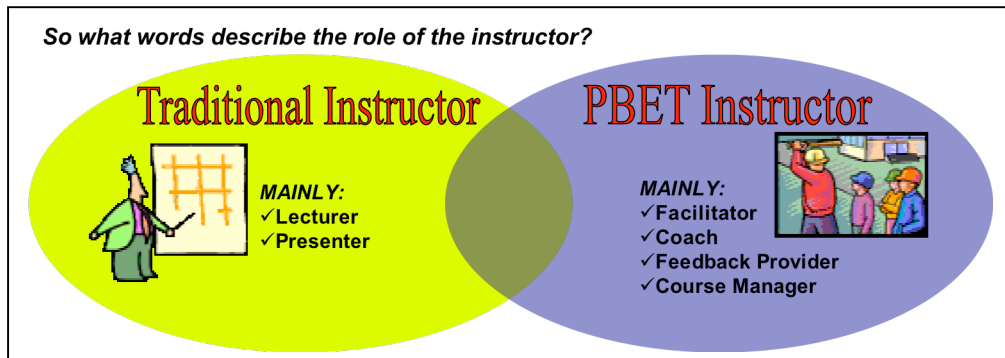 So what words describe the role of the instructor?
Traditional Instructor
MAINLY:
✓Lecturer
✓Presenter
PBET Instructor
MAINLY:
✓Facilitator
✓Coach
✓Feedback Provider
✓Course Manager